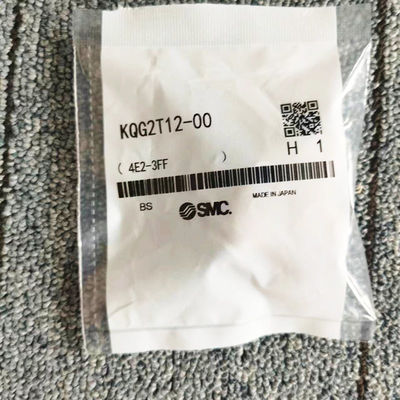 KQG2T12-00
( 4E2-3FF )
H 1
BS
SMC.
MADE IN JAPAN